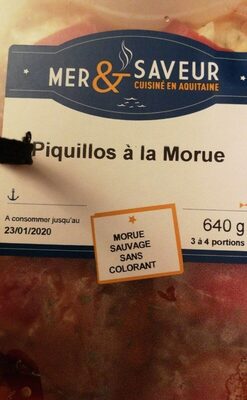 MER & SAVEUR
CUISINÉ EN AQUITAINE
Piquillos à la Morue
A consommer jusqu'au
23/01/2020
640 g
3 à 4 portions
MORUE
SAUVAGE
SANS
COLORANT